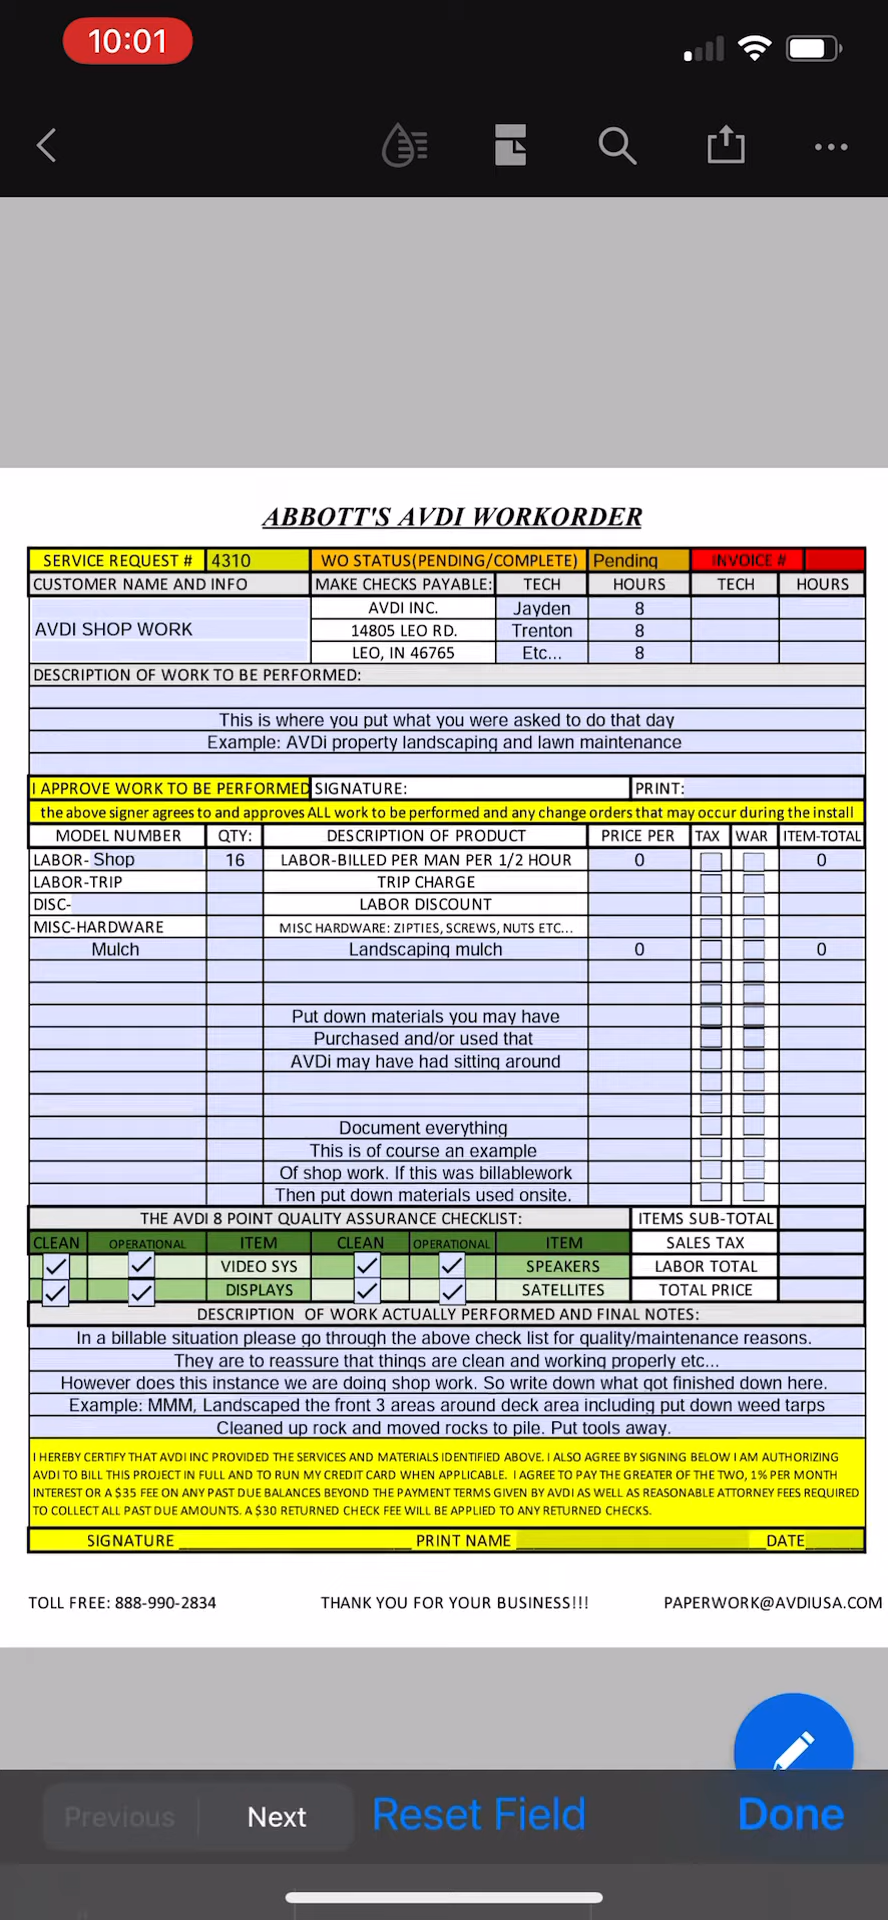 10:01
ABBOTT'S AVDI WORKORDER
SERVICE REQUEST # 4310 WO STATUS(PENDING/COMPLETE) Pending INVOICE #
CUSTOMER NAME AND INFO MAKE CHECKS PAYABLE: TECH HOURS TECH HOURS
AVDI INC. Jayden 8
AVDI SHOP WORK 14805 LEO RD. Trenton 8
LEO, IN 46765 Etc... 8
DESCRIPTION OF WORK TO BE PERFORMED:
This is where you put what you were asked to do that day
Example: AVDi property landscaping and lawn maintenance
I APPROVE WORK TO BE PERFORMED SIGNATURE: PRINT:
the above signer agrees to and approves ALL work to be performed and any change orders that may occur during the install
MODEL NUMBER QTY: DESCRIPTION OF PRODUCT PRICE PER TAX WAR ITEM-TOTAL
LABOR- Shop 16 LABOR-BILLED PER MAN PER 1/2 HOUR 0 0
LABOR-TRIP TRIP CHARGE
DISC- LABOR DISCOUNT
MISC-HARDWARE MISC HARDWARE: ZIPTIES, SCREWS, NUTS ETC...
Mulch Landscaping mulch 0 0
Put down materials you may have
Purchased and/or used that
AVDi may have had sitting around
Document everything
This is of course an example
Of shop work. If this was billablework
Then put down materials used onsite.
THE AVDI 8 POINT QUALITY ASSURANCE CHECKLIST: ITEMS SUB-TOTAL
CLEAN OPERATIONAL ITEM CLEAN OPERATIONAL ITEM SALES TAX
VIDEO SYS SPEAKERS LABOR TOTAL
DISPLAYS SATELLITES TOTAL PRICE
DESCRIPTION OF WORK ACTUALLY PERFORMED AND FINAL NOTES:
In a billable situation please go through the above check list for quality/maintenance reasons.
They are to reassure that things are clean and working properly etc...
However does this instance we are doing shop work. So write down what got finished down here.
Example: MMM, Landscaped the front 3 areas around deck area including put down weed tarps
Cleaned up rock and moved rocks to pile. Put tools away.
I HEREBY CERTIFY THAT AVDI INC PROVIDED THE SERVICES AND MATERIALS IDENTIFIED ABOVE. I ALSO AGREE BY SIGNING BELOW I AM AUTHORIZING
AVDI TO BILL THIS PROJECT IN FULL AND TO RUN MY CREDIT CARD WHEN APPLICABLE. I AGREE TO PAY THE GREATER OF THE TWO, 1% PER MONTH
INTEREST OR A $35 FEE ON ANY PAST DUE BALANCES BEYOND THE PAYMENT TERMS GIVEN BY AVDI AS WELL AS REASONABLE ATTORNEY FEES REQUIRED
TO COLLECT ALL PAST DUE AMOUNTS. A $30 RETURNED CHECK FEE WILL BE APPLIED TO ANY RETURNED CHECKS.
SIGNATURE PRINT NAME DATE
TOLL FREE: 888-990-2834 THANK YOU FOR YOUR BUSINESS!!! PAPERWORK@AVDIUSA.COM
Previous Next Reset Field Done